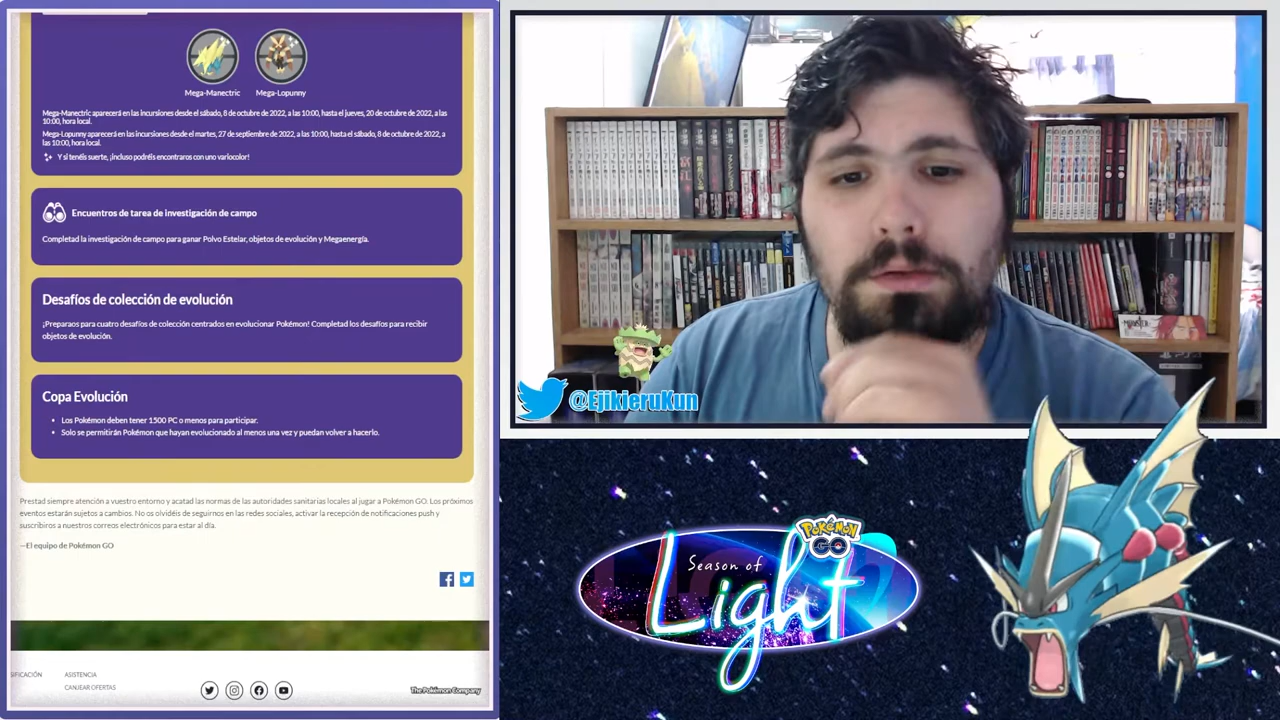 Mega-Manectric
Mega-Lopunny
Mega-Manectric aparecerá en las incursiones desde el sábado, 8 de octubre de 2022, a las 10:00, hasta el jueves, 20 de octubre de 2022, a las
10:00, hora local.
Mega-Lopunny aparecerá en las incursiones desde el martes, 27 de septiembre de 2022, a las 10:00, hasta el sábado, 8 de octubre de 2022, a
las 10:00, hora local.
Y si tenéis suerte, ¡incluso podréis encontraros con uno variocolor!
Encuentros de tarea de investigación de campo
Completad la investigación de campo para ganar Polvo Estelar, objetos de evolución y Megaenergía.
Desafíos de colección de evolución
¡Preparaos para cuatro desafíos de colección centrados en evolucionar Pokémon! Completad los desafíos para recibir
objetos de evolución.
Copa Evolución
Los Pokémon deben tener 1500 PC o menos para participar.
Solo se permitirán Pokémon que hayan evolucionado al menos una vez y puedan volver a hacerlo.
Prestad siempre atención a vuestro entorno y acatad las normas de las autoridades sanitarias locales al jugar a Pokémon GO. Los próximos
eventos estarán sujetos a cambios. No os olvidéis de seguirnos en las redes sociales, activar la recepción de notificaciones push y
suscribiros a nuestros correos electrónicos para estar al día.
—El equipo de Pokémon GO
SIFICACIÓN
ASISTENCIA
CANJEAR OFERTAS
The Pokémon Company
@EjikieruKun
POKÉMON
GO
Season of
Light